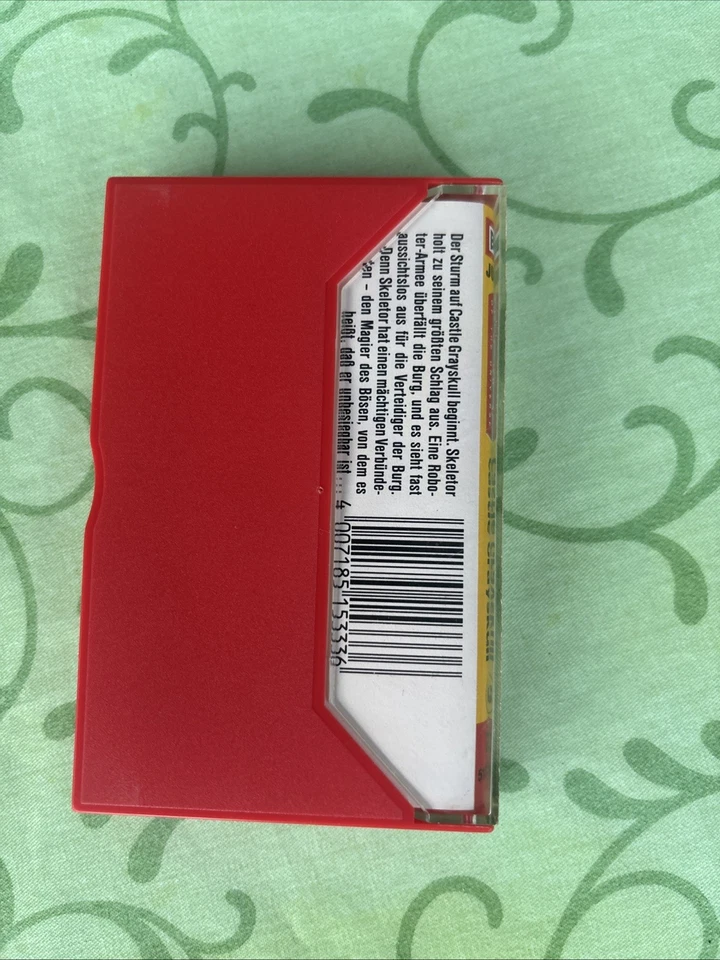 Der Sturm auf Castle Grayskull beginnt. Skeletor
holt zu seinem größten Schlag aus. Eine Robo-
ter-Armee überfällt die Burg, und es sieht fast
aussichtslos aus für die Verteidiger der Burg.
Denn Skeletor hat einen mächtigen Verbünde-
ten – den Magier des Bösen, von dem es
heißt, daß er unbesiegbar ist ...
4 007185 153336